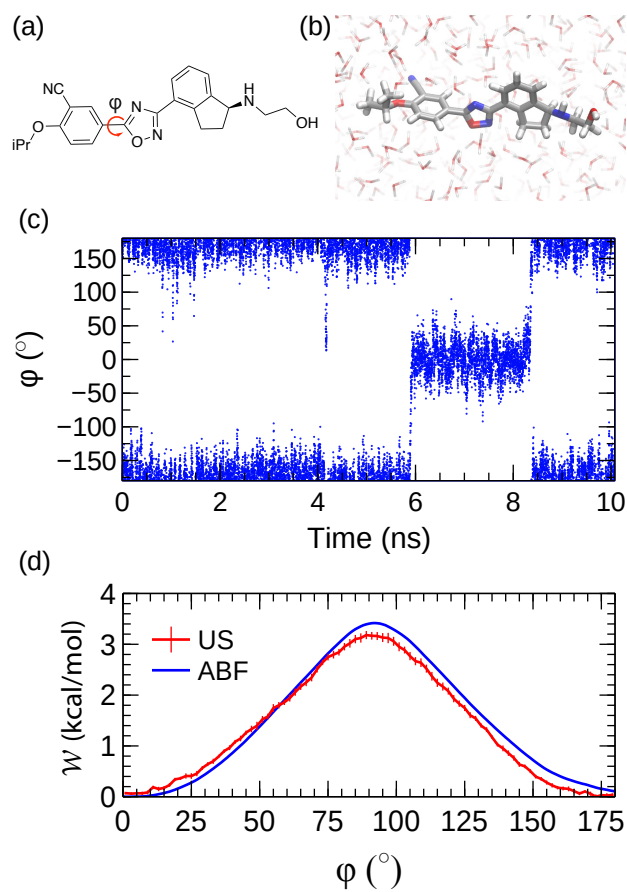 (a)
(b)
NC
φ
N
N
O
O
iPr
H
N
OH
(c)
φ (°)
150
100
50
0
−50
−100
−150
0
2
4
6
8
10
Time (ns)
(d)
W (kcal/mol)
4
3
2
1
0
US
ABF
0
25
50
75
100
125
150
175
φ (°)